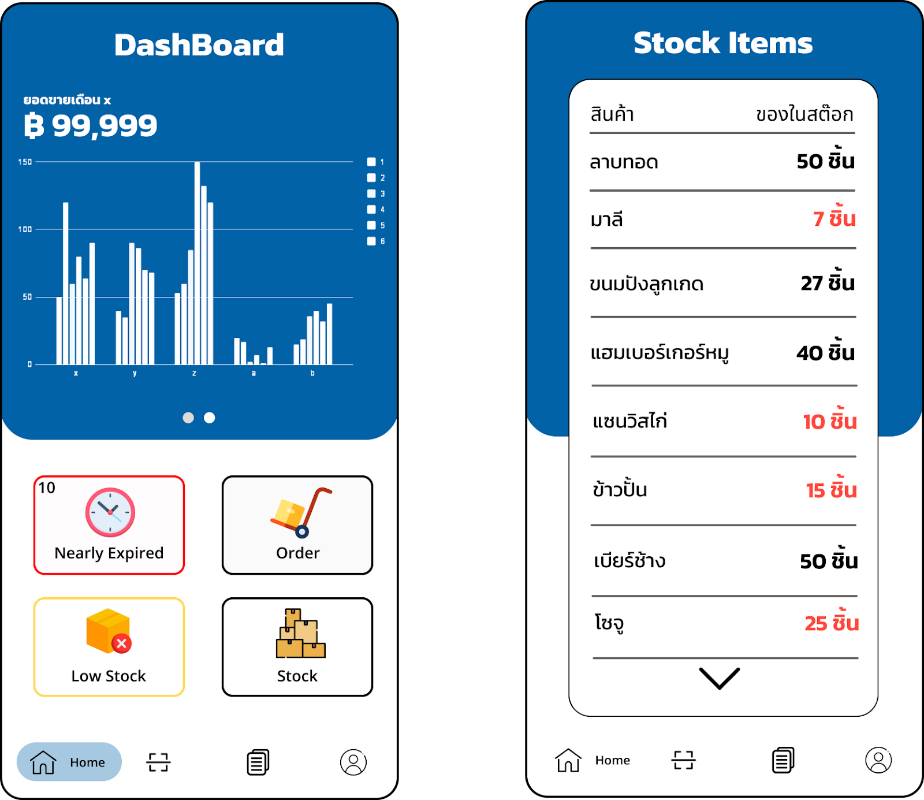 DashBoard
ยอดขายเดือน x
฿ 99,999
150
100
50
0
x y z a b
1
2
3
4
5
6
10
Nearly Expired
Order
Low Stock
Stock
Home
Stock Items
สินค้า ของในสต๊อก
ลาบทอด 50 ชิ้น
มาลี 7 ชิ้น
ขนมปังลูกเกด 27 ชิ้น
แฮมเบอร์เกอร์หมู 40 ชิ้น
แซนวิสไก่ 10 ชิ้น
ข้าวปั้น 15 ชิ้น
เบียร์ช้าง 50 ชิ้น
โซจู 25 ชิ้น
Home